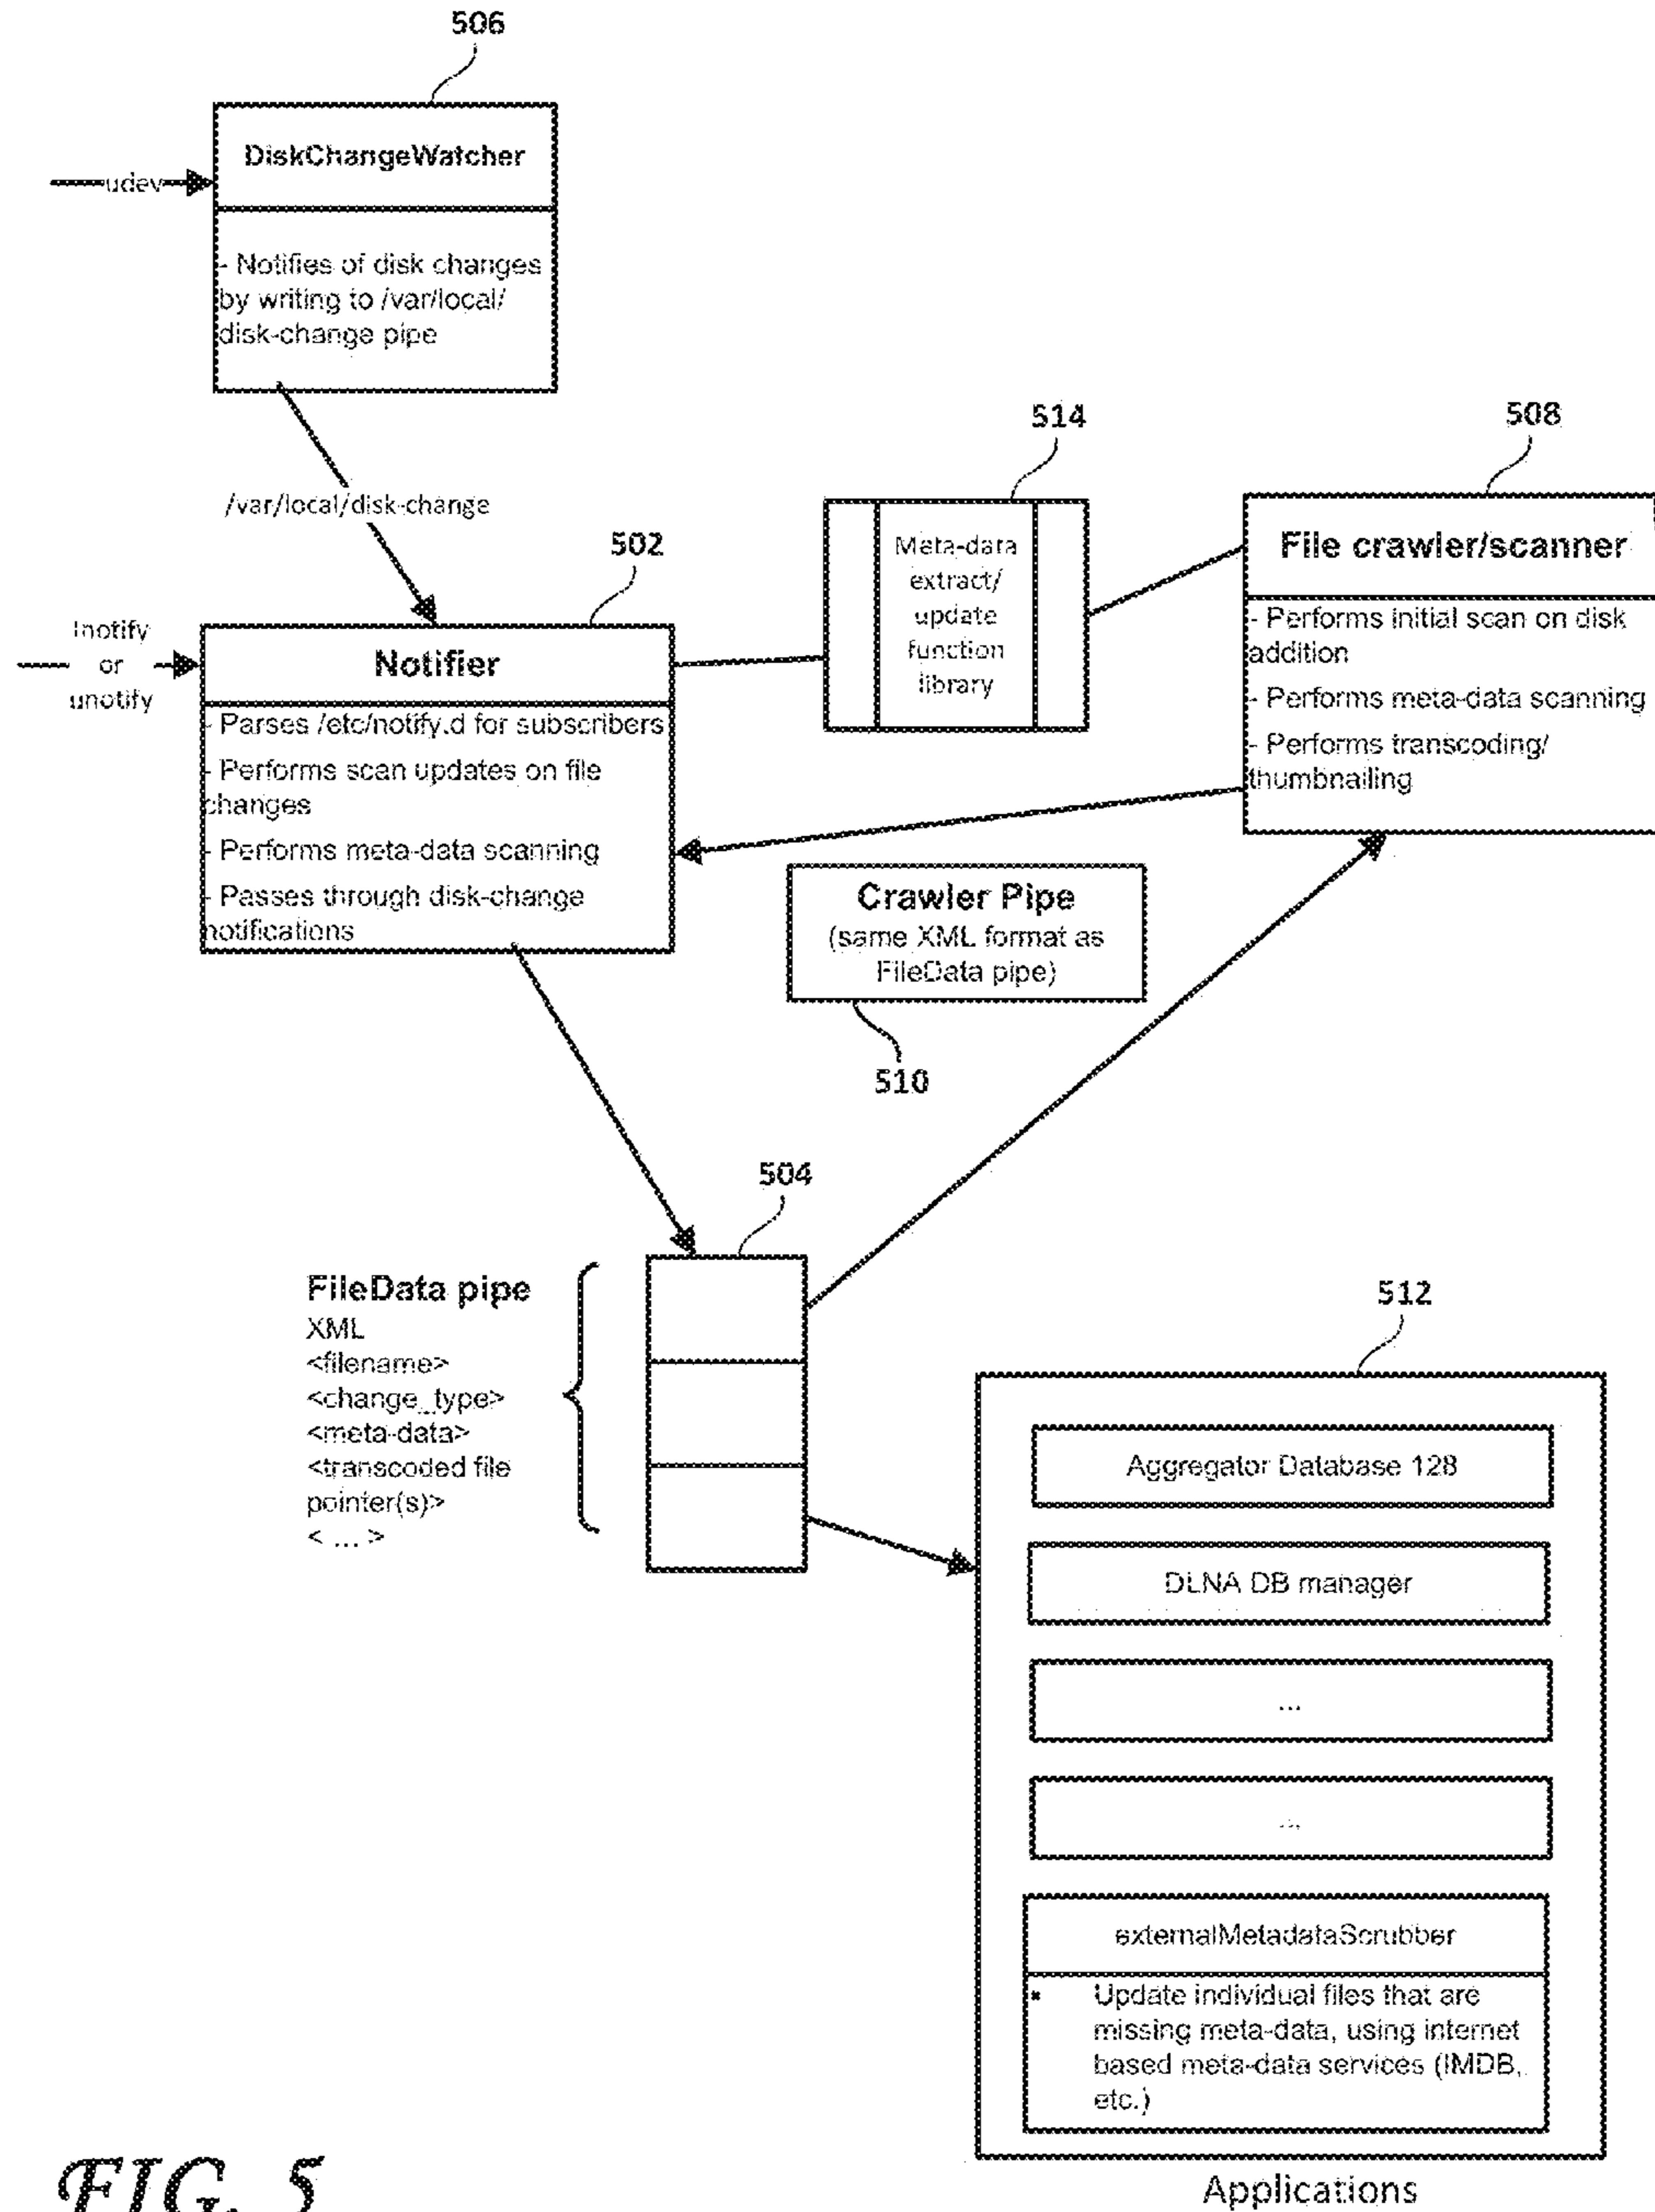 506
DiskChangeWatcher
udev
- Notifies of disk changes
by writing to /var/local/
disk-change pipe
/var/local/disk-change
514
Meta-data
extract/
update
function
library
508
File crawler/scanner
- Performs initial scan on disk
addition
- Performs meta-data scanning
- Performs transcoding/
thumbnailing
502
Inotify
or
unotify
Notifier
- Parses /etc/notify.d for subscribers
- Performs scan updates on file
changes
- Performs meta-data scanning
- Passes through disk-change
notifications
Crawler Pipe
(same XML format as
FileData pipe)
510
504
FileData pipe
XML
<filename>
<change_type>
<meta-data>
<transcoded file
pointer(s)>
< ... >
512
Aggregator Database 128
DLNA DB manager
...
...
externalMetadataScrubber
▪ Update individual files that are
missing meta-data, using internet
based meta-data services (IMDB,
etc.)
Applications
FIG. 5